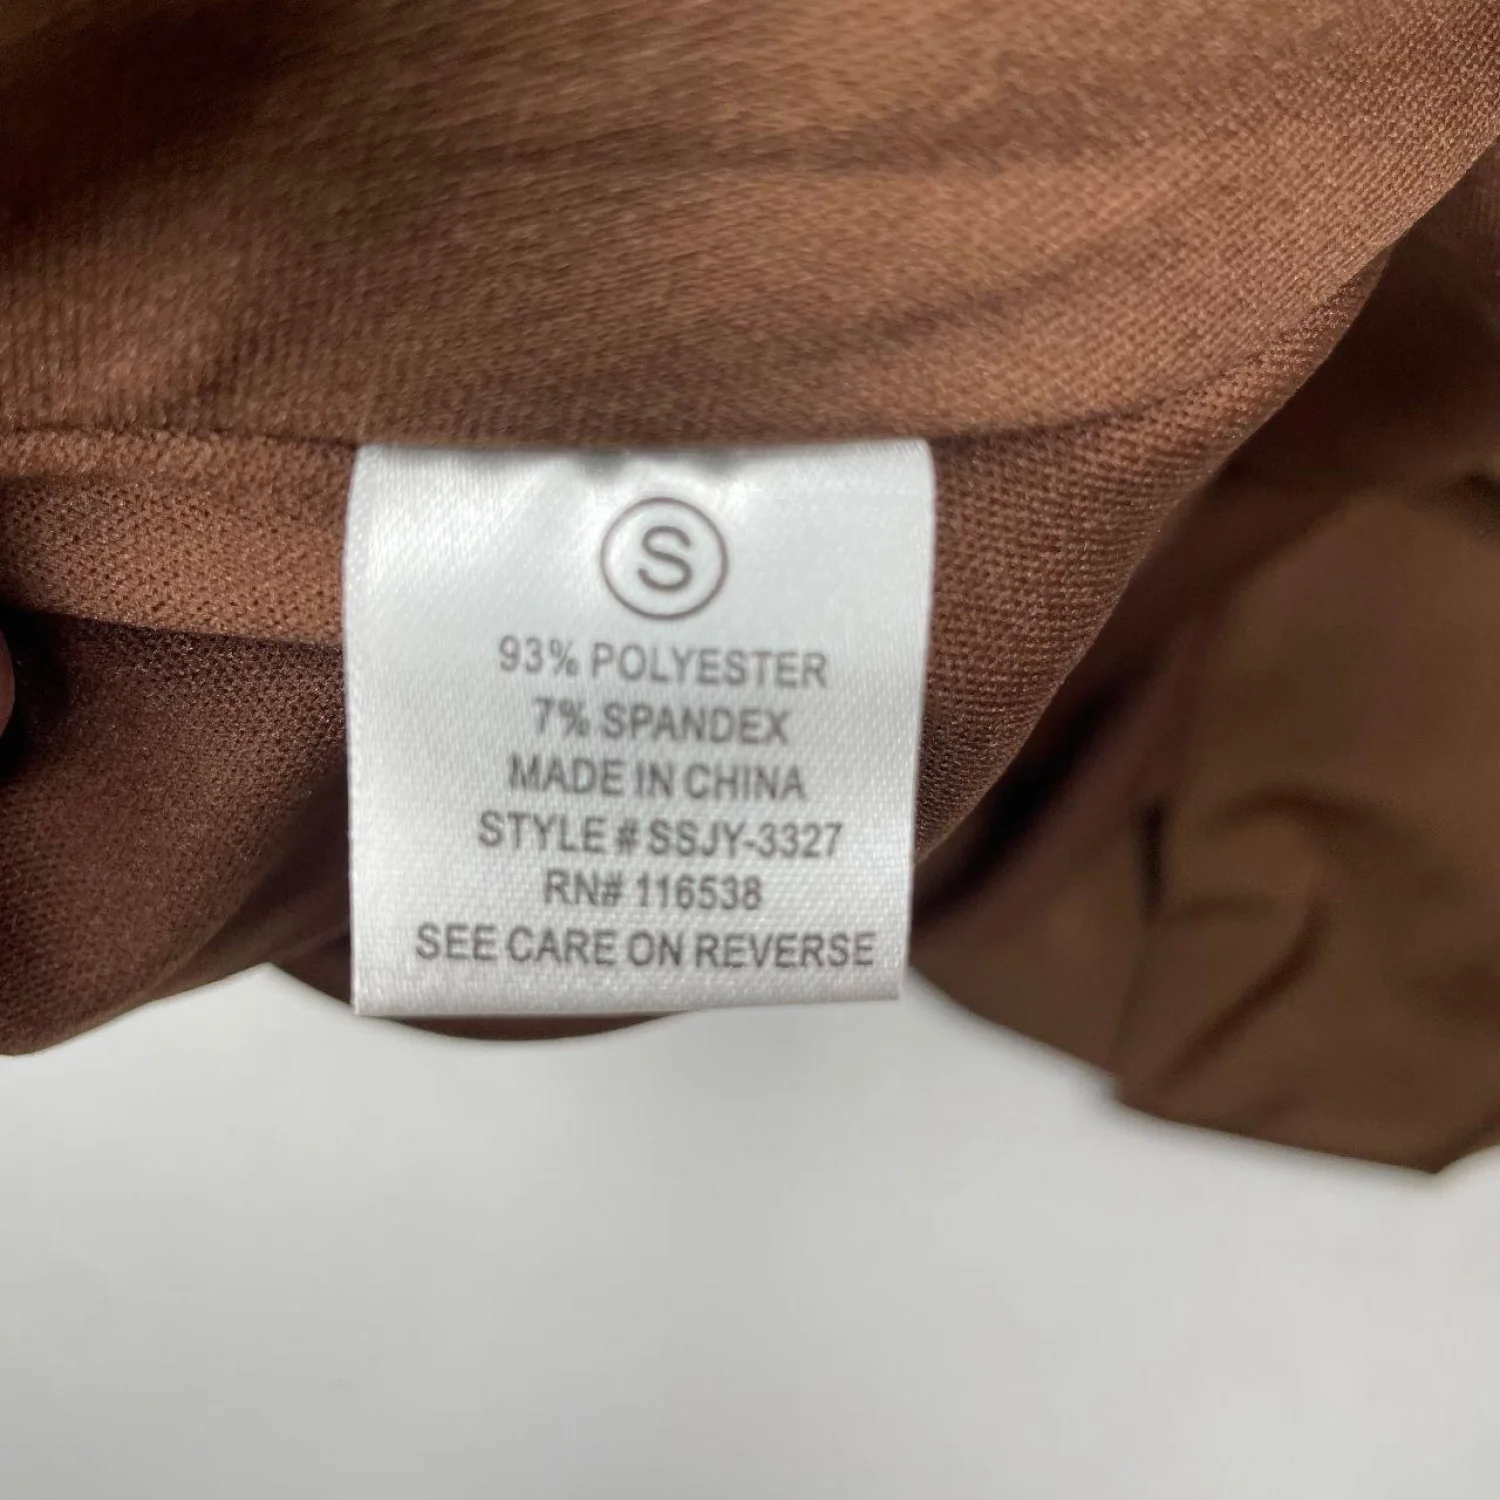 S
93% POLYESTER
7% SPANDEX
MADE IN CHINA
STYLE # SSJY-3327
RN# 116538
SEE CARE ON REVERSE